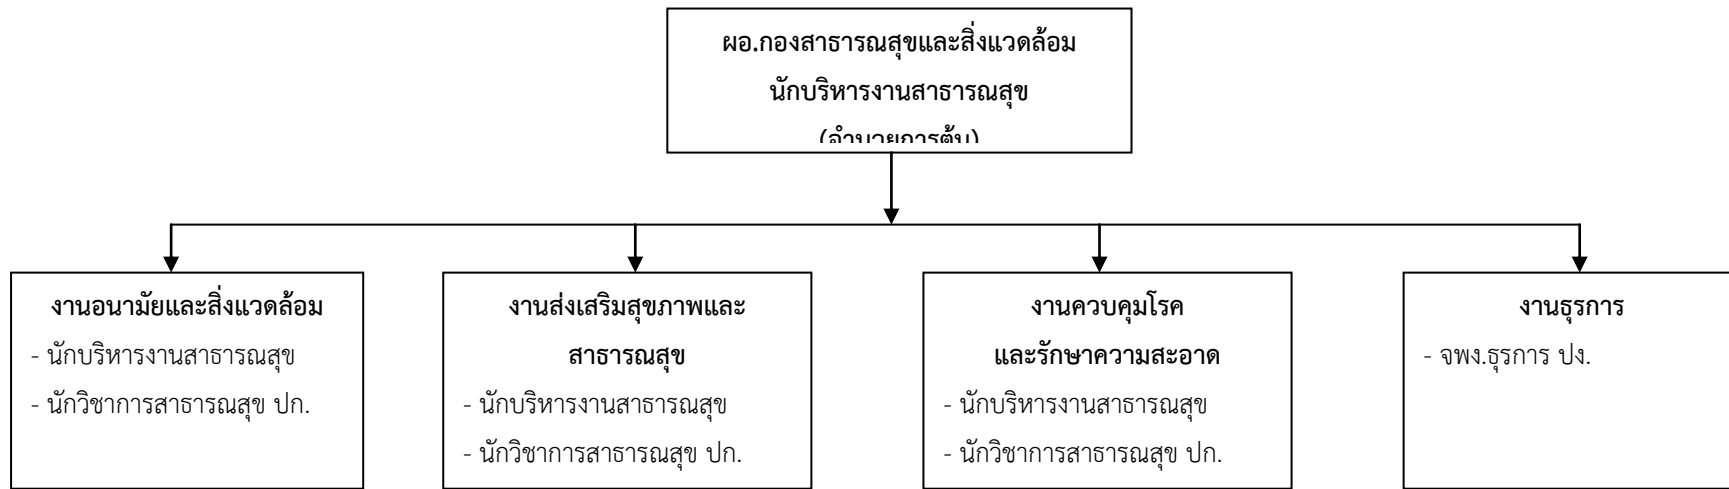 ผอ.กองสาธารณสุขและสิ่งแวดล้อม
นักบริหารงานสาธารณสุข
(อำนวยการต้น)
งานอนามัยและสิ่งแวดล้อม
- นักบริหารงานสาธารณสุข
- นักวิชาการสาธารณสุข ปก.
งานส่งเสริมสุขภาพและ
สาธารณสุข
- นักบริหารงานสาธารณสุข
- นักวิชาการสาธารณสุข ปก.
งานควบคุมโรค
และรักษาความสะอาด
- นักบริหารงานสาธารณสุข
- นักวิชาการสาธารณสุข ปก.
งานธุรการ
- จพง.ธุรการ ปง.